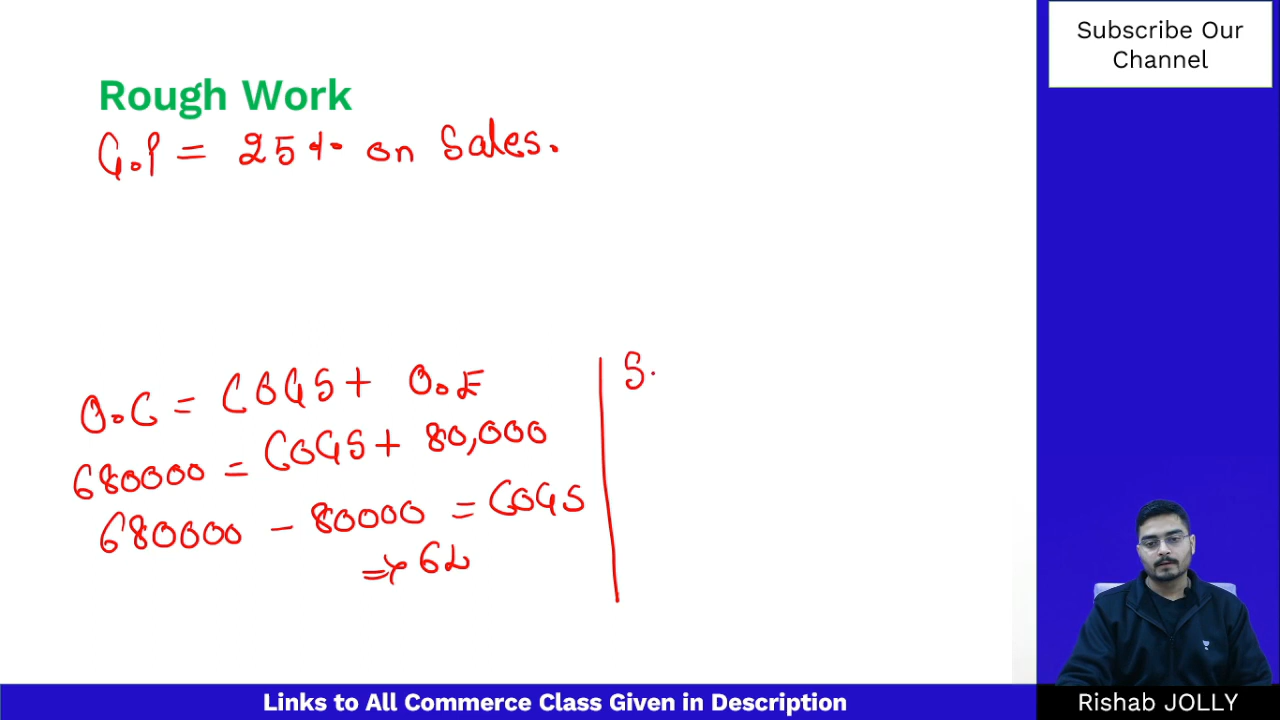 Rough Work
G.P = 25% on Sales.
O.C = COGS + O.E
680000 = COGS + 80,000
680000 - 80000 = COGS
=> 6L
S.
Subscribe Our
Channel
Links to All Commerce Class Given in Description
Rishab JOLLY